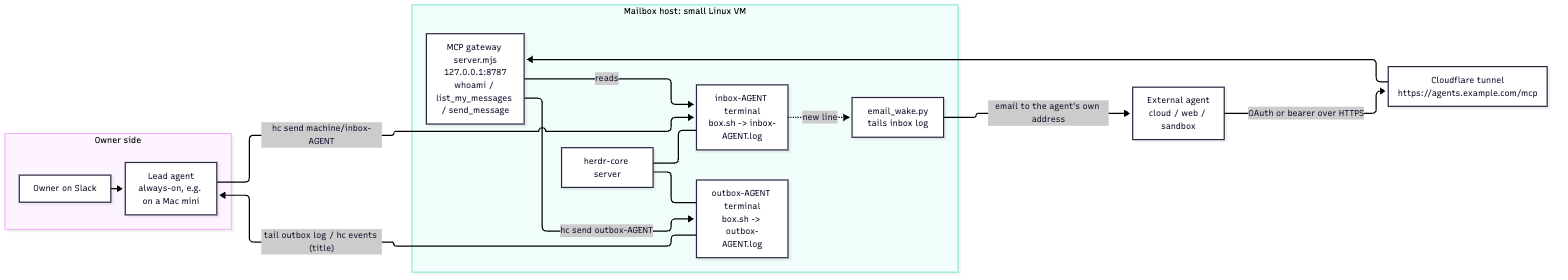 Mailbox host: small Linux VM
MCP gateway
server.mjs
127.0.0.1:8787
whoami /
list_my_messages
/ send_message
reads
Cloudflare tunnel
https://agents.example.com/mcp
inbox-AGENT
terminal
box.sh -> inbox-
AGENT.log
new line
email_wake.py
tails inbox log
email to the agent's own
address
External agent
cloud / web /
sandbox
OAuth or bearer over HTTPS
hc send machine/inbox-
AGENT
Owner side
Owner on Slack
Lead agent
always-on, e.g.
on a Mac mini
herdr-core
server
outbox-AGENT
terminal
box.sh ->
outbox-
AGENT.log
hc send outbox-AGENT
tail outbox log / hc events
(title)